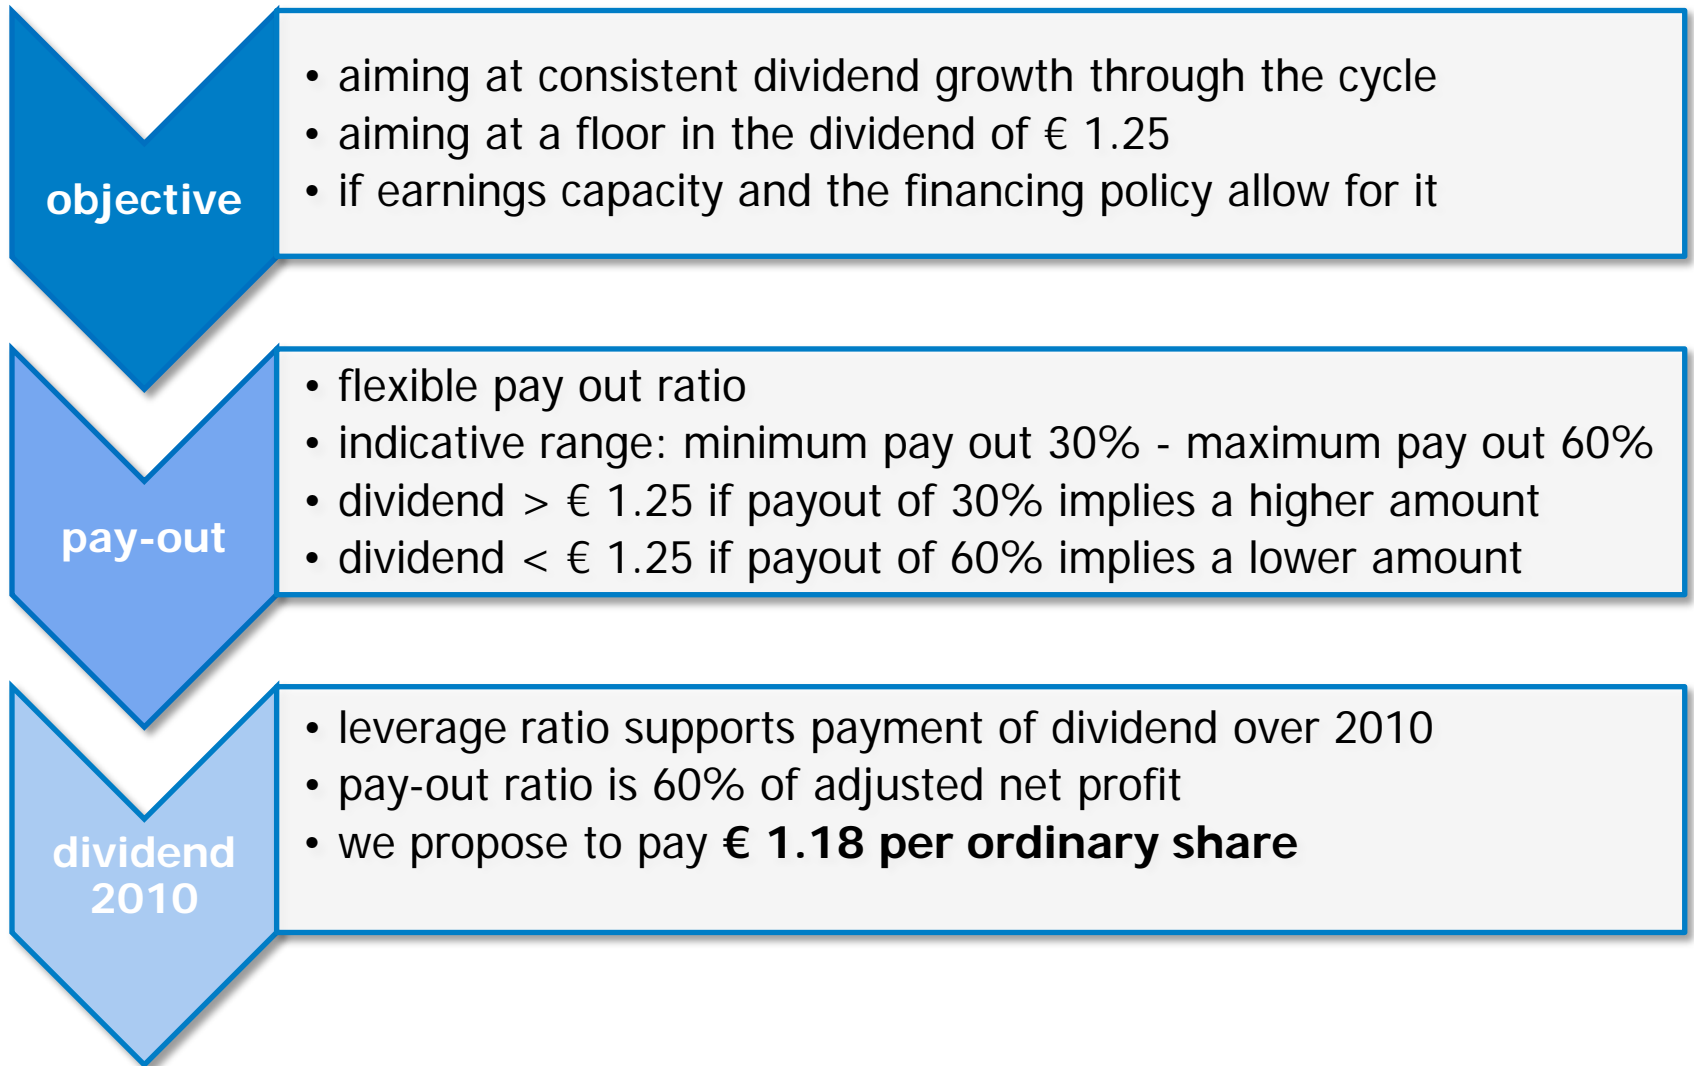 objective
• aiming at consistent dividend growth through the cycle
• aiming at a floor in the dividend of € 1.25
• if earnings capacity and the financing policy allow for it
pay-out
• flexible pay out ratio
• indicative range: minimum pay out 30% - maximum pay out 60%
• dividend > € 1.25 if payout of 30% implies a higher amount
• dividend < € 1.25 if payout of 60% implies a lower amount
dividend
2010
• leverage ratio supports payment of dividend over 2010
• pay-out ratio is 60% of adjusted net profit
• we propose to pay € 1.18 per ordinary share